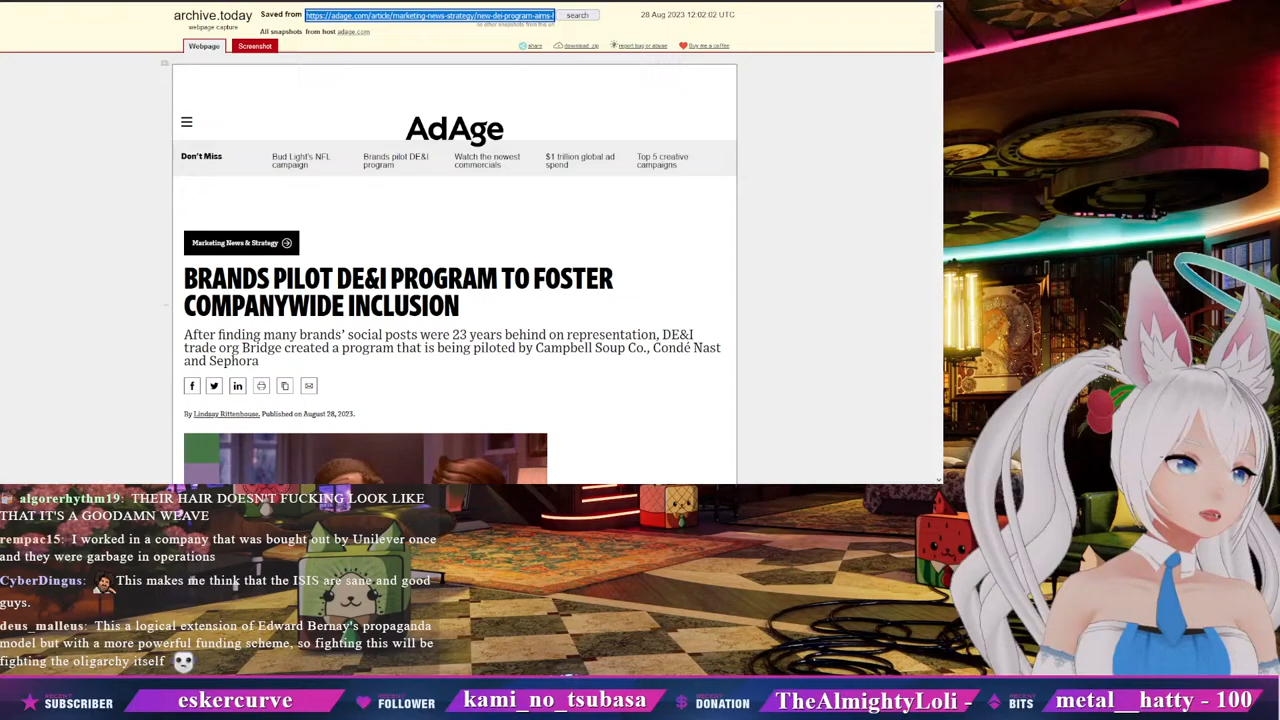 archive.today
webpage capture
Saved from
https://adage.com/article/marketing-news-strategy/new-dei-program-aims-
search
28 Aug 2023 12:02:02 UTC
no other snapshots from this url
All snapshots from host adage.com
Webpage
Screenshot
share
download .zip
report bug or abuse
Buy me a coffee
AdAge
Don't Miss
Bud Light's NFL
campaign
Brands pilot DE&I
program
Watch the newest
commercials
$1 trillion global ad
spend
Top 5 creative
campaigns
Marketing News & Strategy
BRANDS PILOT DE&I PROGRAM TO FOSTER
COMPANYWIDE INCLUSION
After finding many brands' social posts were 23 years behind on representation, DE&I
trade org Bridge created a program that is being piloted by Campbell Soup Co., Condé Nast
and Sephora
By Lindsay Rittenhouse. Published on August 28, 2023.
algorerhythm19: THEIR HAIR DOESN'T FUCKING LOOK LIKE
THAT IT'S A GOODAMN WEAVE
rempac15: I worked in a company that was bought out by Unilever once
and they were garbage in operations
CyberDingus: This makes me think that the ISIS are sane and good
guys.
deus_malleus: This a logical extension of Edward Bernay's propaganda
model but with a more powerful funding scheme, so fighting this will be
fighting the oligarchy itself
RECENT
SUBSCRIBER
eskercurve
RECENT
FOLLOWER
kami_no_tsubasa
RECENT
DONATION
TheAlmightyLoli -
RECENT
BITS
metal__hatty - 100